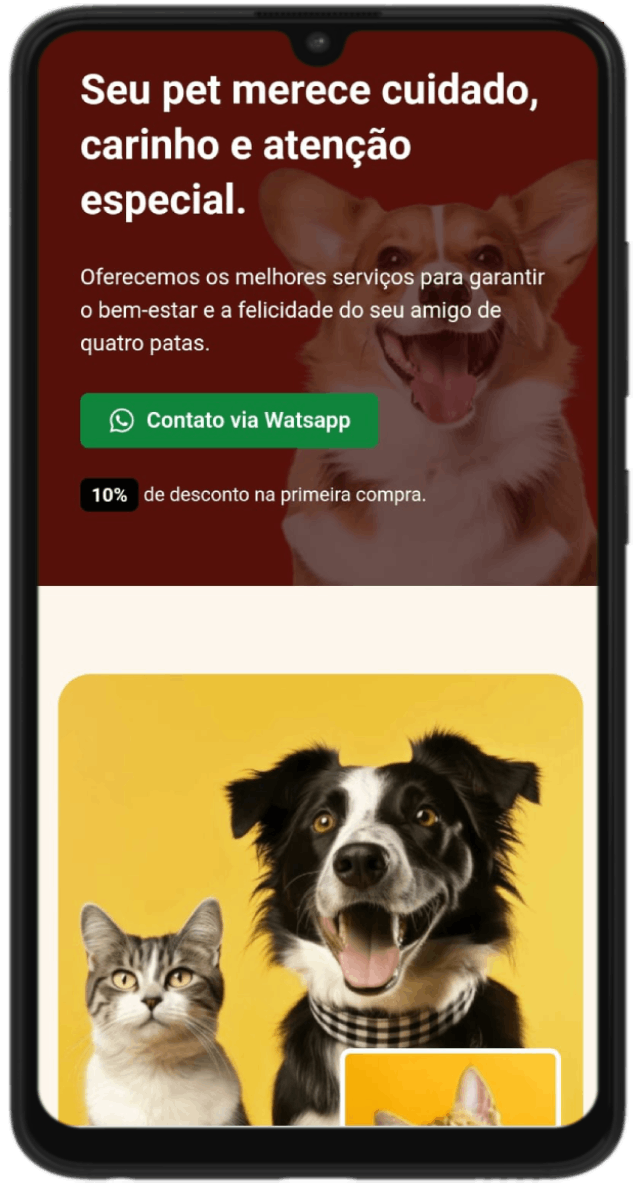 Seu pet merece cuidado,
carinho e atenção
especial.
Oferecemos os melhores serviços para garantir
o bem-estar e a felicidade do seu amigo de
quatro patas.
Contato via Watsapp
10% de desconto na primeira compra.